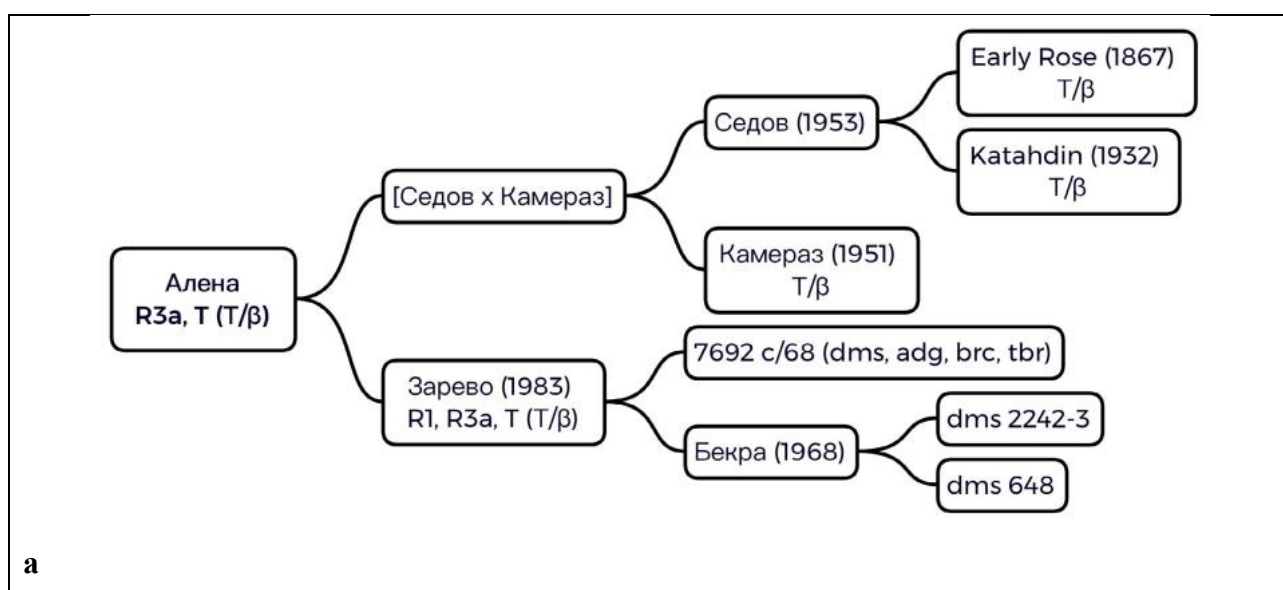 Early Rose (1867)
T/β
Седов (1953)
Katahdin (1932)
T/β
[Седов x Камераз]
Камераз (1951)
T/β
Алена
R3a, T (T/β)
7692 c/68 (dms, adg, brc, tbr)
Зарево (1983)
R1, R3a, T (T/β)
dms 2242-3
Бекра (1968)
dms 648
а